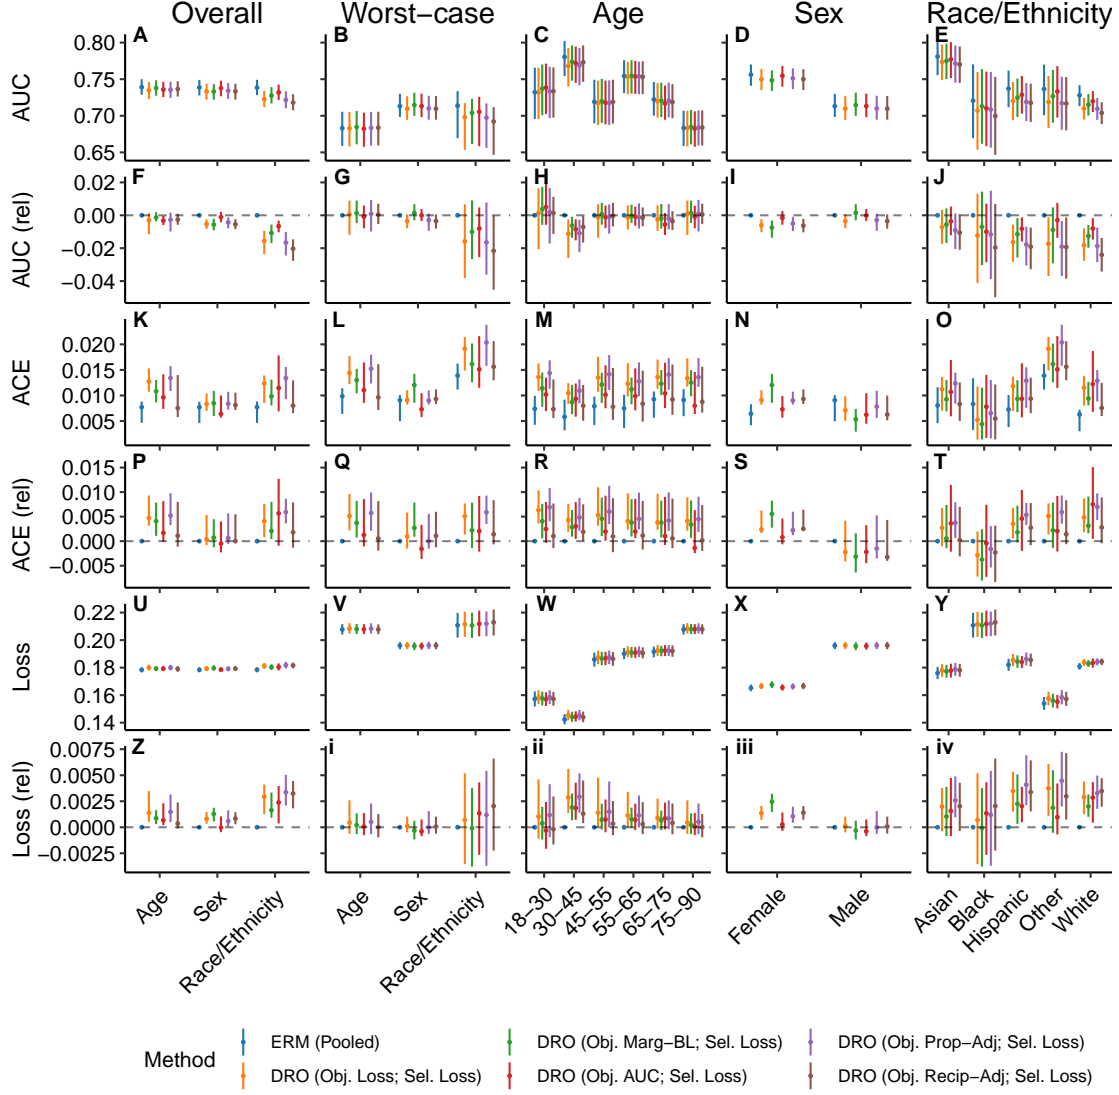 Overall Worst−case Age Sex Race/Ethnicity
A B C D E
AUC
0.80
0.75
0.70
0.65
F G H I J
AUC (rel)
0.02
0.00
−0.02
−0.04
K L M N O
ACE
0.020
0.015
0.010
0.005
P Q R S T
ACE (rel)
0.015
0.010
0.005
0.000
−0.005
U V W X Y
Loss
0.22
0.20
0.18
0.16
0.14
Z i ii iii iv
Loss (rel)
0.0075
0.0050
0.0025
0.0000
−0.0025
Age Sex Race/Ethnicity Age Sex Race/Ethnicity 18−30 30−45 45−55 55−65 65−75 75−90 Female Male Asian Black Hispanic Other White
Method
ERM (Pooled) DRO (Obj. Marg−BL; Sel. Loss) DRO (Obj. Prop−Adj; Sel. Loss)
DRO (Obj. Loss; Sel. Loss) DRO (Obj. AUC; Sel. Loss) DRO (Obj. Recip−Adj; Sel. Loss)